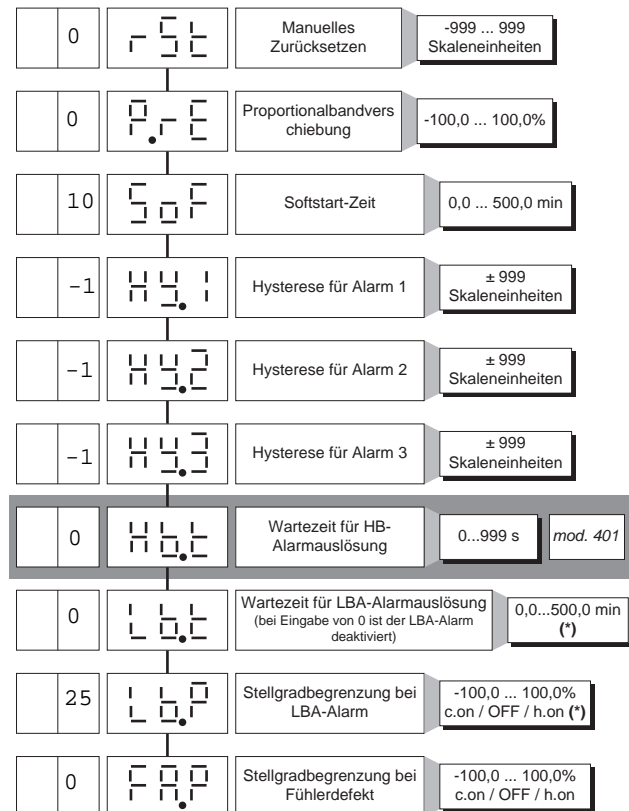 0
rSt
Manuelles
Zurücksetzen
-999 ... 999
Skaleneinheiten
0
P.rE
Proportionalbandvers
chiebung
-100,0 ... 100,0%
10
SoF
Softstart-Zeit
0,0 ... 500,0 min
-1
HY.1
Hysterese für Alarm 1
± 999
Skaleneinheiten
-1
HY.2
Hysterese für Alarm 2
± 999
Skaleneinheiten
-1
HY.3
Hysterese für Alarm 3
± 999
Skaleneinheiten
0
Hb.t
Wartezeit für HB-
Alarmauslösung
0...999 s
mod. 401
0
Lb.t
Wartezeit für LBA-Alarmauslösung
(bei Eingabe von 0 ist der LBA-Alarm
deaktiviert)
0,0...500,0 min
(*)
25
Lb.P
Stellgradbegrenzung bei
LBA-Alarm
-100,0 ... 100,0%
c.on / OFF / h.on (*)
0
FA.P
Stellgradbegrenzung bei
Fühlerdefekt
-100,0 ... 100,0%
c.on / OFF / h.on